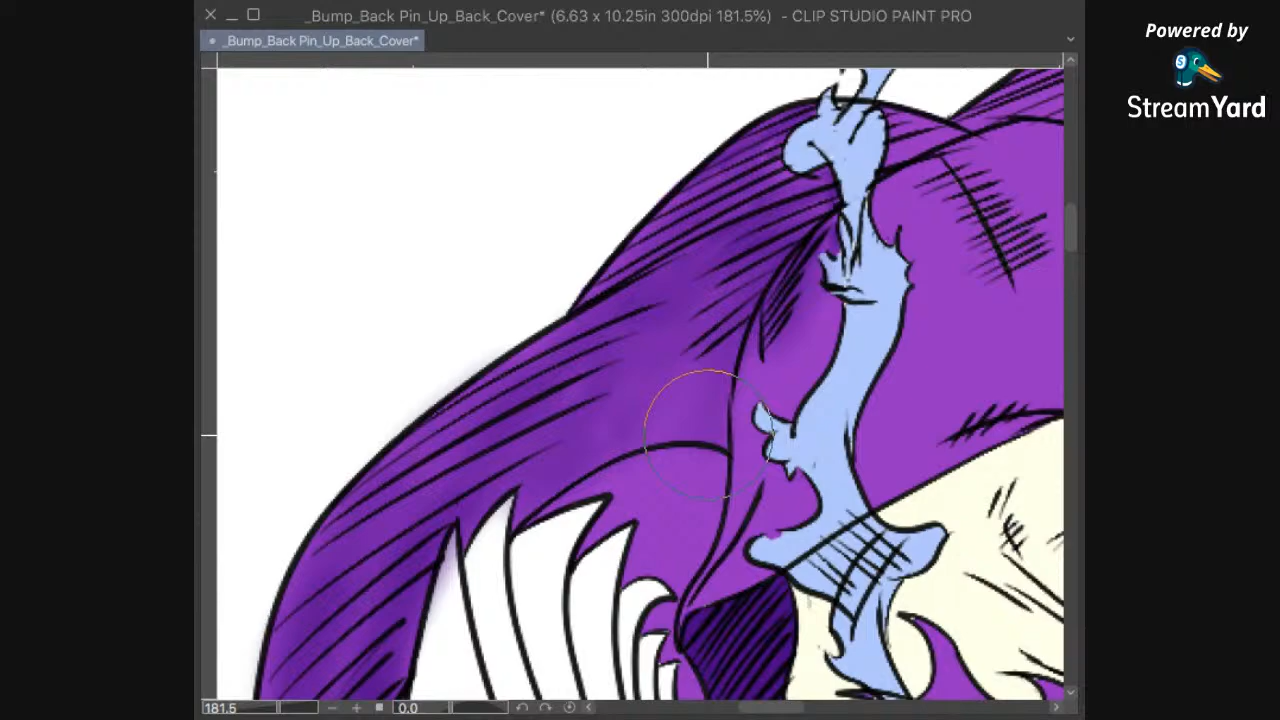 _Bump_Back Pin_Up_Back_Cover* (6.63 x 10.25in 300dpi 181.5%) - CLIP STUDIO PAINT PRO
_Bump_Back Pin_Up_Back_Cover*
Powered by
StreamYard
181.5
0.0